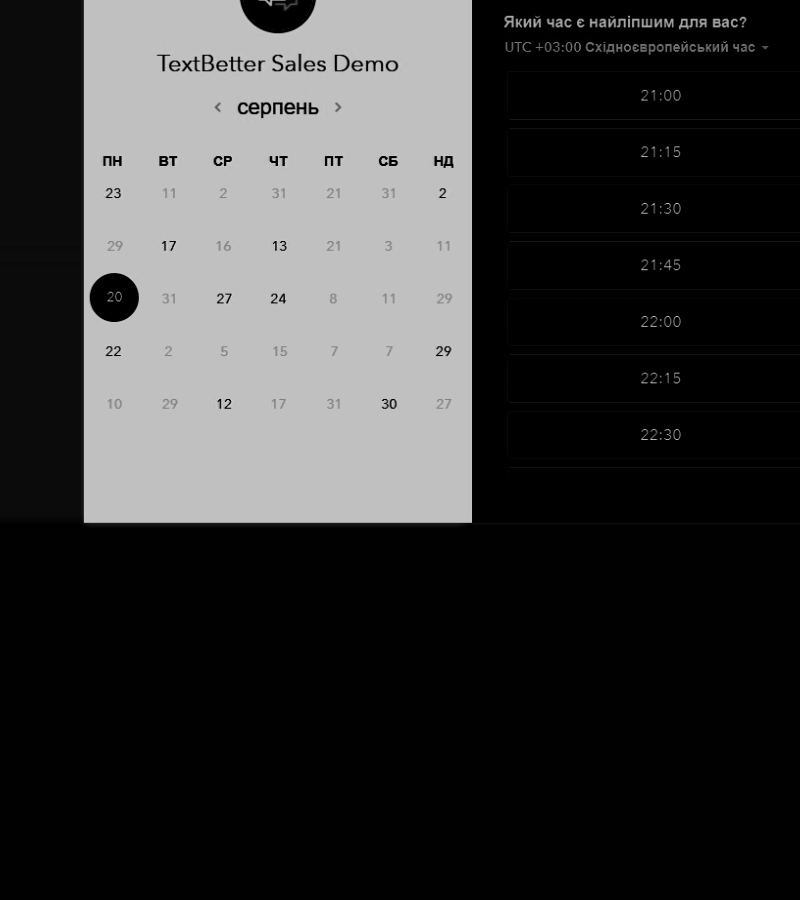 TextBetter Sales Demo
серпень
ПН ВТ СР ЧТ ПТ СБ НД
23 11 2 31 21 31 2
29 17 16 13 21 3 11
20 31 27 24 8 11 29
22 2 5 15 7 7 29
10 29 12 17 31 30 27
Який час є найліпшим для вас?
UTC +03:00 Східноєвропейський час
21:00
21:15
21:30
21:45
22:00
22:15
22:30